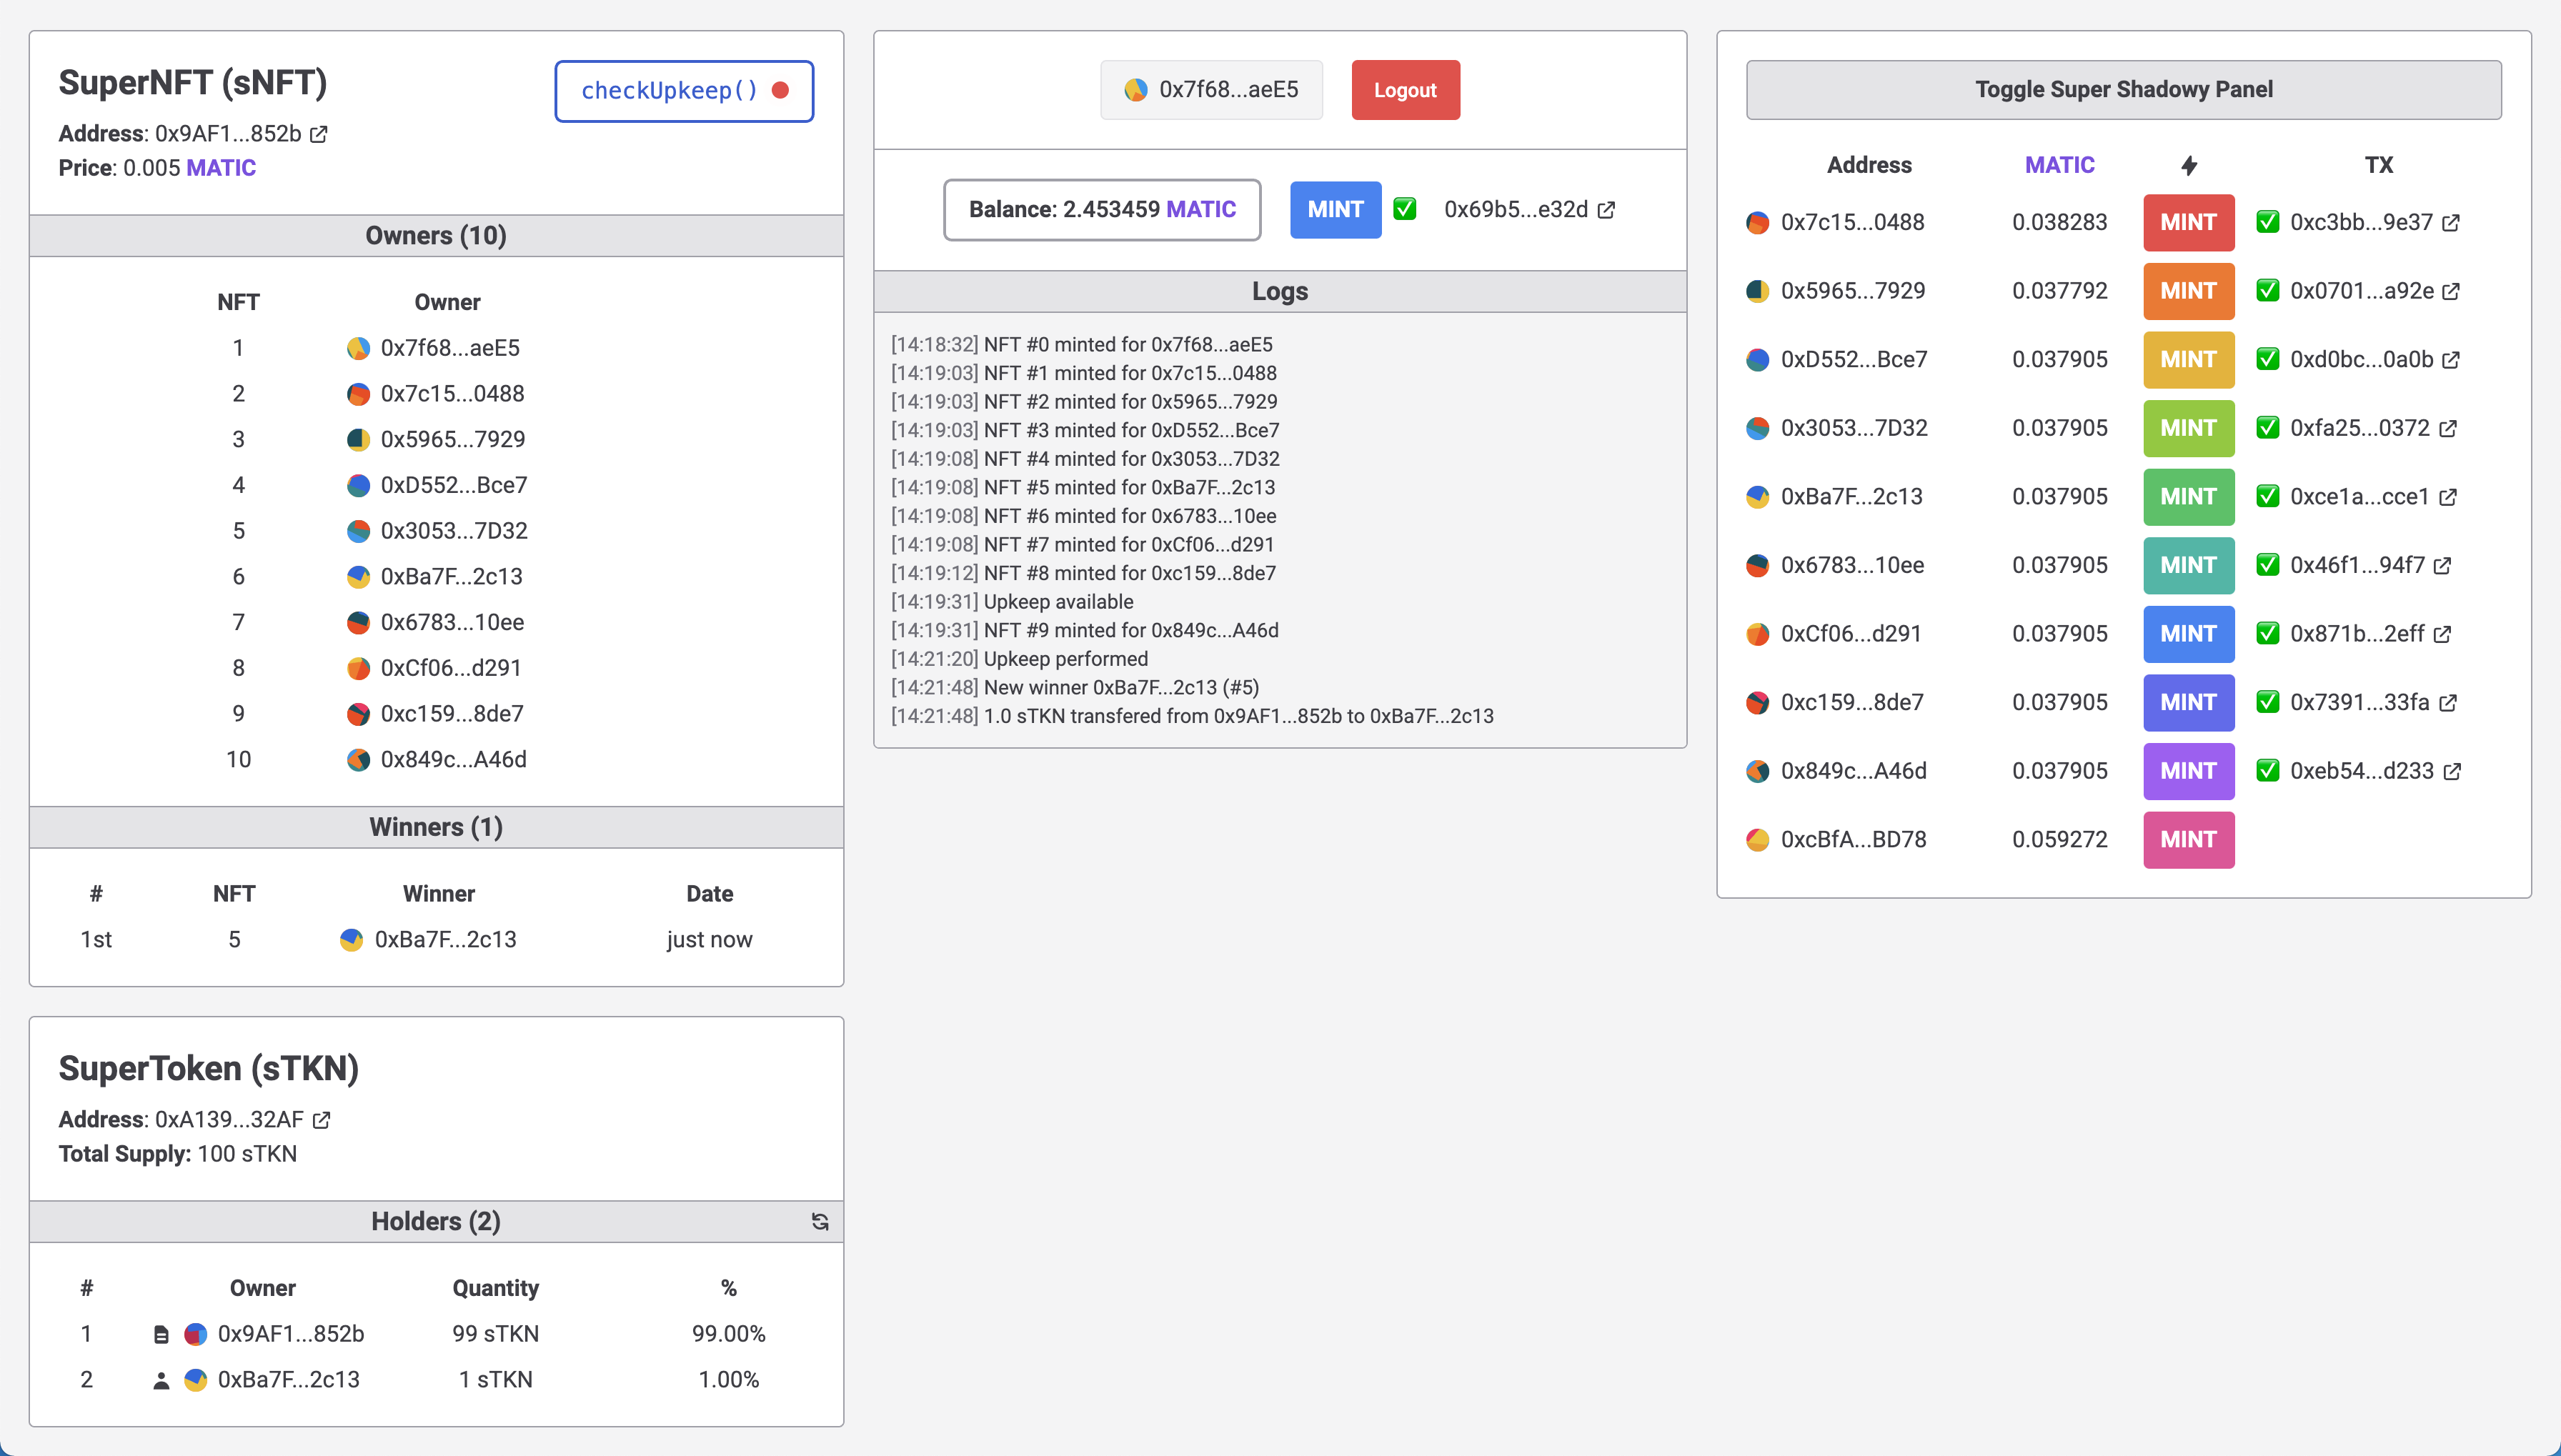 SuperNFT (sNFT)
checkUpkeep()
Address: 0x9AF1...852b
Price: 0.005 MATIC
Owners (10)
NFT Owner
1 0x7f68...aeE5
2 0x7c15...0488
3 0x5965...7929
4 0xD552...Bce7
5 0x3053...7D32
6 0xBa7F...2c13
7 0x6783...10ee
8 0xCf06...d291
9 0xc159...8de7
10 0x849c...A46d
Winners (1)
# NFT Winner Date
1st 5 0xBa7F...2c13 just now
SuperToken (sTKN)
Address: 0xA139...32AF
Total Supply: 100 sTKN
Holders (2)
# Owner Quantity %
1 0x9AF1...852b 99 sTKN 99.00%
2 0xBa7F...2c13 1 sTKN 1.00%
0x7f68...aeE5 Logout
Balance: 2.453459 MATIC MINT 0x69b5...e32d
Logs
[14:18:32] NFT #0 minted for 0x7f68...aeE5
[14:19:03] NFT #1 minted for 0x7c15...0488
[14:19:03] NFT #2 minted for 0x5965...7929
[14:19:03] NFT #3 minted for 0xD552...Bce7
[14:19:08] NFT #4 minted for 0x3053...7D32
[14:19:08] NFT #5 minted for 0xBa7F...2c13
[14:19:08] NFT #6 minted for 0x6783...10ee
[14:19:08] NFT #7 minted for 0xCf06...d291
[14:19:12] NFT #8 minted for 0xc159...8de7
[14:19:31] Upkeep available
[14:19:31] NFT #9 minted for 0x849c...A46d
[14:21:20] Upkeep performed
[14:21:48] New winner 0xBa7F...2c13 (#5)
[14:21:48] 1.0 sTKN transfered from 0x9AF1...852b to 0xBa7F...2c13
Toggle Super Shadowy Panel
Address MATIC TX
0x7c15...0488 0.038283 MINT 0xc3bb...9e37
0x5965...7929 0.037792 MINT 0x0701...a92e
0xD552...Bce7 0.037905 MINT 0xd0bc...0a0b
0x3053...7D32 0.037905 MINT 0xfa25...0372
0xBa7F...2c13 0.037905 MINT 0xce1a...cce1
0x6783...10ee 0.037905 MINT 0x46f1...94f7
0xCf06...d291 0.037905 MINT 0x871b...2eff
0xc159...8de7 0.037905 MINT 0x7391...33fa
0x849c...A46d 0.037905 MINT 0xeb54...d233
0xcBfA...BD78 0.059272 MINT